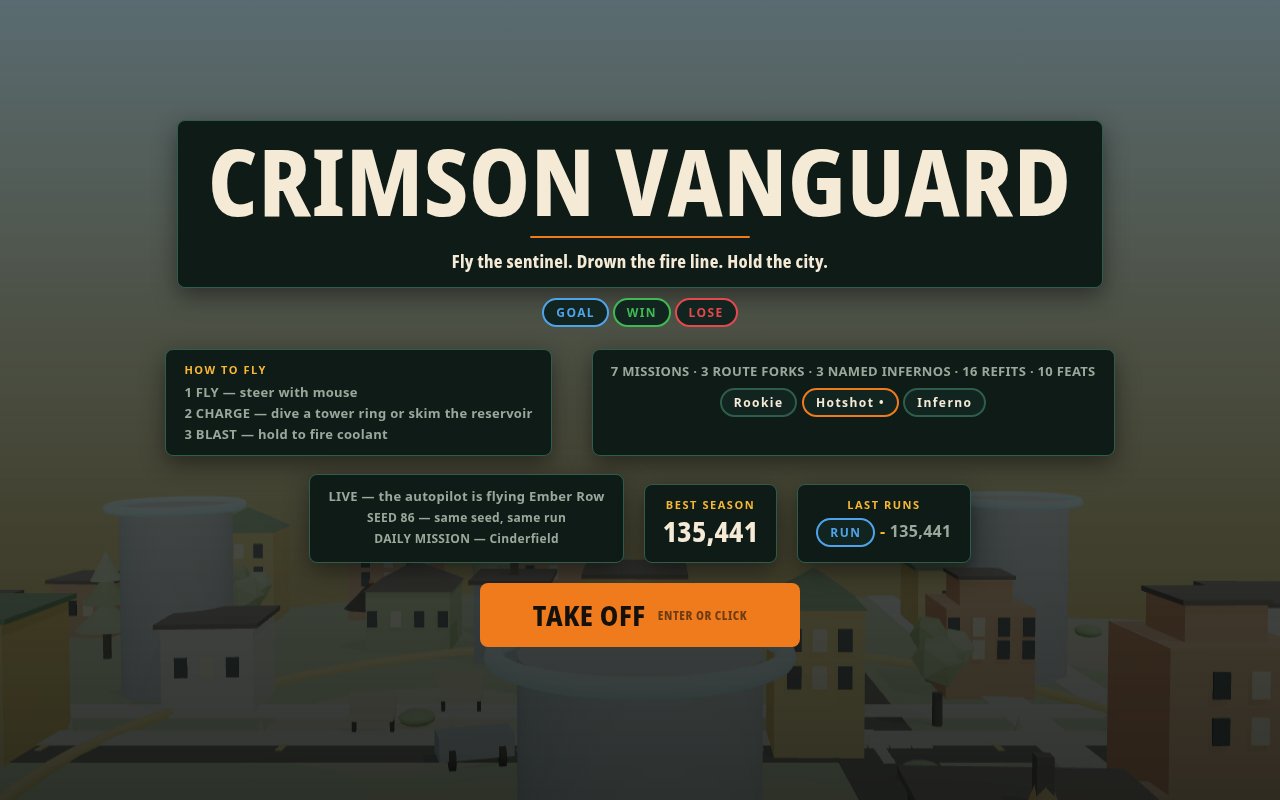 CRIMSON VANGUARD
Fly the sentinel. Drown the fire line. Hold the city.
GOAL WIN LOSE
HOW TO FLY
1 FLY — steer with mouse
2 CHARGE — dive a tower ring or skim the reservoir
3 BLAST — hold to fire coolant
7 MISSIONS · 3 ROUTE FORKS · 3 NAMED INFERNOS · 16 REFITS · 10 FEATS
Rookie Hotshot • Inferno
LIVE — the autopilot is flying Ember Row
SEED 86 — same seed, same run
DAILY MISSION — Cinderfield
BEST SEASON
135,441
LAST RUNS
RUN - 135,441
TAKE OFF ENTER OR CLICK